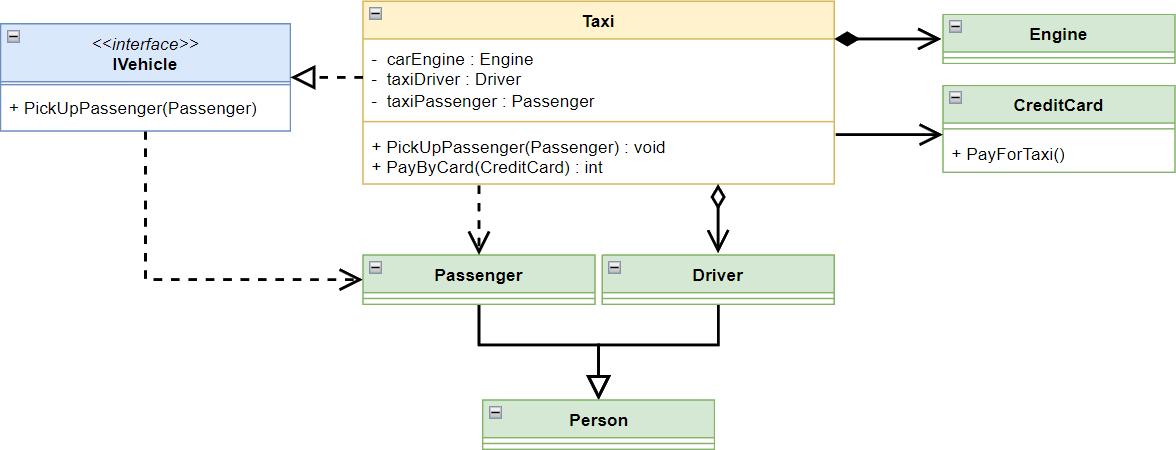 <<interface>>
IVehicle
+ PickUpPassenger(Passenger)
Taxi
- carEngine : Engine
- taxiDriver : Driver
- taxiPassenger : Passenger
+ PickUpPassenger(Passenger) : void
+ PayByCard(CreditCard) : int
Engine
CreditCard
+ PayForTaxi()
Passenger
Driver
Person